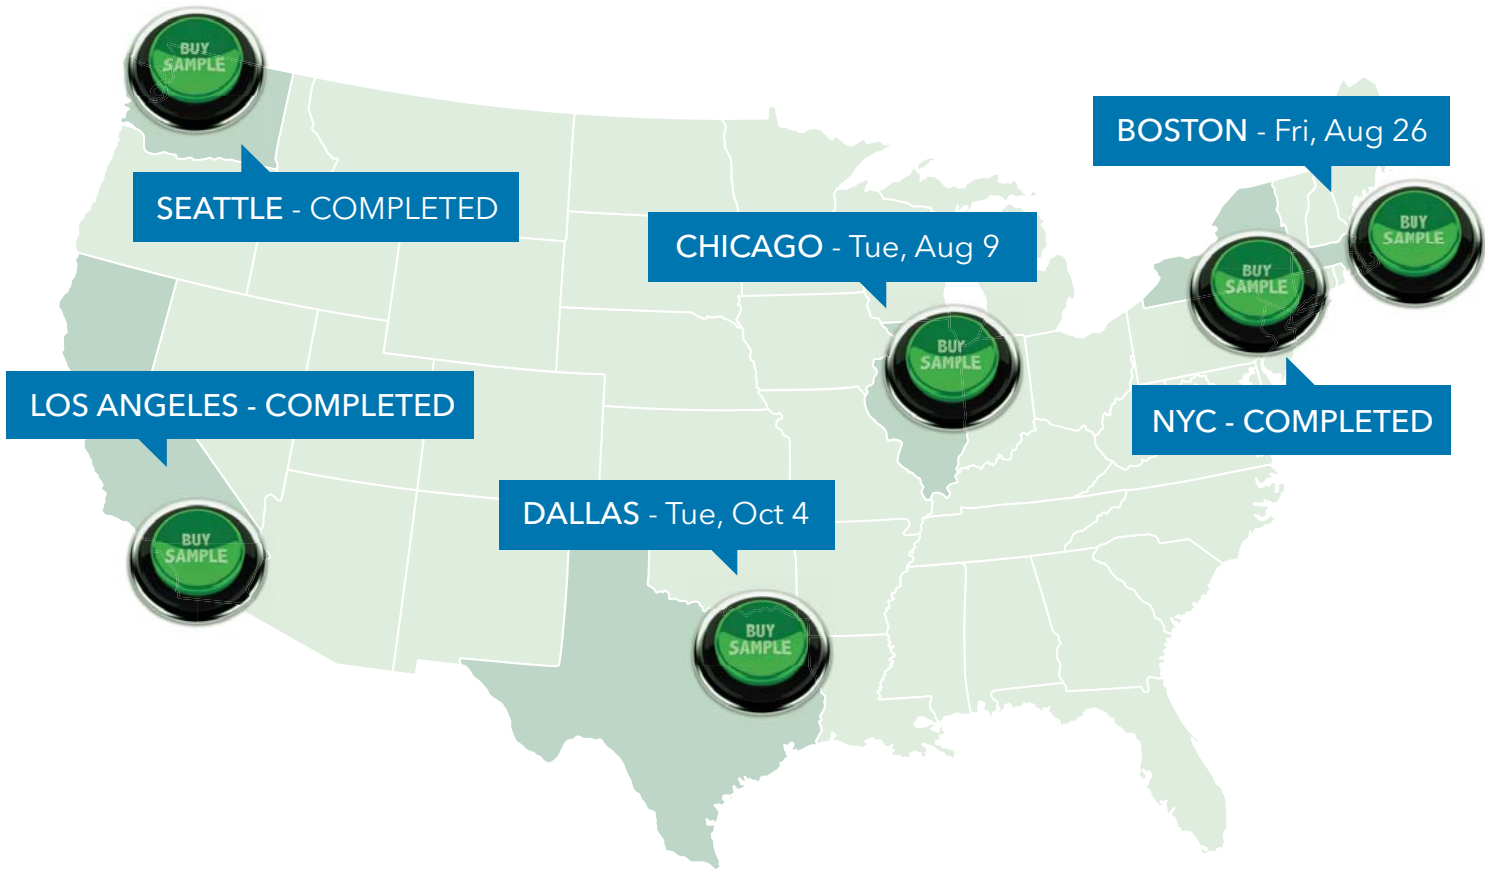 BUY
SAMPLE
SEATTLE - COMPLETED
BOSTON - Fri, Aug 26
BUY
SAMPLE
CHICAGO - Tue, Aug 9
BUY
SAMPLE
BUY
SAMPLE
LOS ANGELES - COMPLETED
NYC - COMPLETED
DALLAS - Tue, Oct 4
BUY
SAMPLE
BUY
SAMPLE